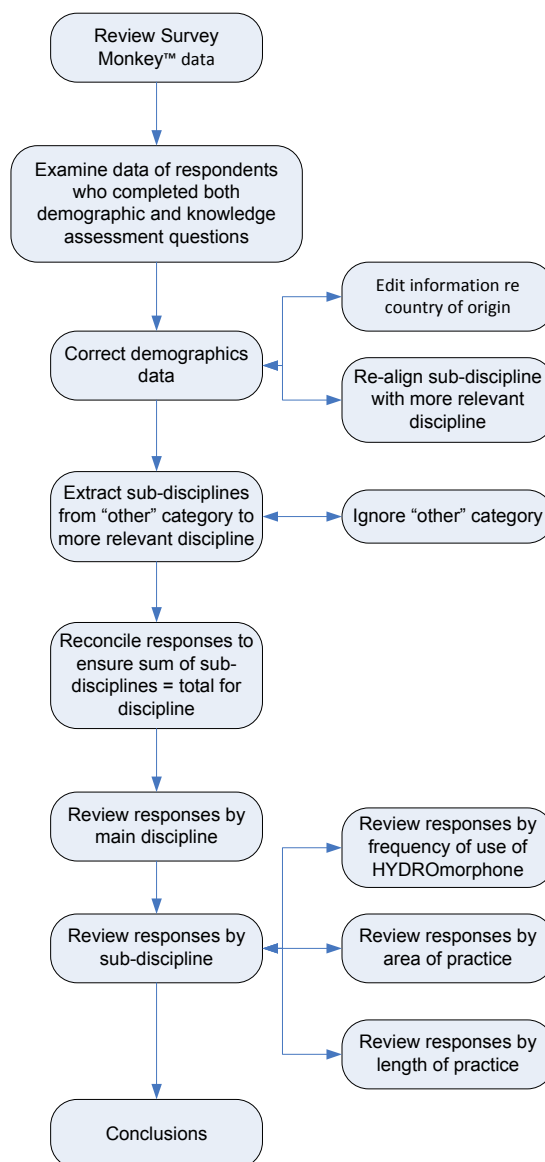 Review Survey
Monkey™ data
Examine data of respondents
who completed both
demographic and knowledge
assessment questions
Edit information re
country of origin
Correct demographics
data
Re-align sub-discipline
with more relevant
discipline
Extract sub-disciplines
from “other” category to
more relevant discipline
Ignore “other” category
Reconcile responses to
ensure sum of sub-
disciplines = total for
discipline
Review responses by
main discipline
Review responses by
frequency of use of
HYDROmorphone
Review responses by
sub-discipline
Review responses by
area of practice
Review responses by
length of practice
Conclusions